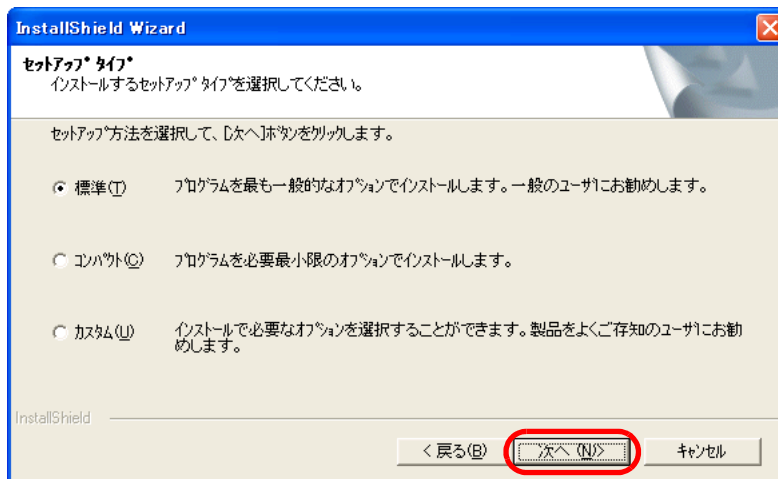 InstallShield Wizard
セットアップ タイプ
インストールするセットアップ タイプを選択してください。
セットアップ方法を選択して、[次へ]ボタンをクリックします。
標準(T) プログラムを最も一般的なオプションでインストールします。一般のユーザにお勧めします。
コンパクト(C) プログラムを必要最小限のオプションでインストールします。
カスタム(U) インストールで必要なオプションを選択することができます。製品をよくご存知のユーザにお勧
めします。
InstallShield
< 戻る(B) 次へ (N)> キャンセル